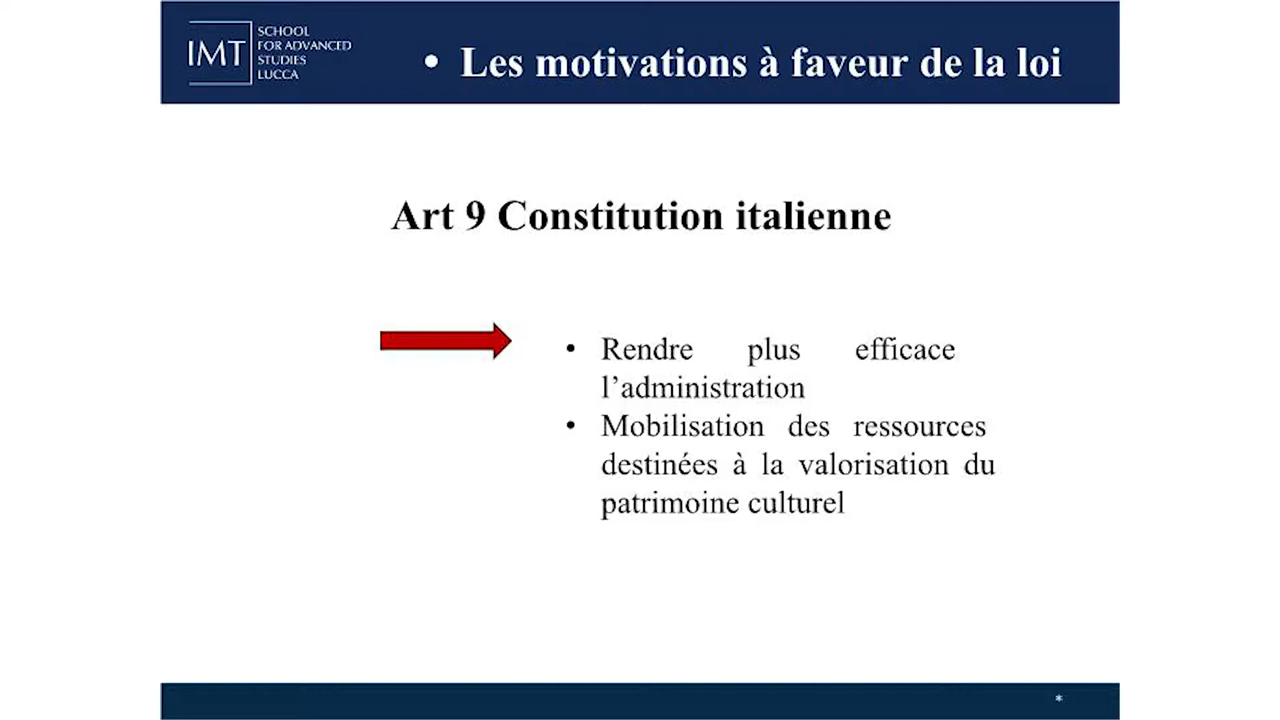 IMT
SCHOOL
FOR ADVANCED
STUDIES
LUCCA
• Les motivations à faveur de la loi
Art 9 Constitution italienne
• Rendre plus efficace
l’administration
• Mobilisation des ressources
destinées à la valorisation du
patrimoine culturel
*